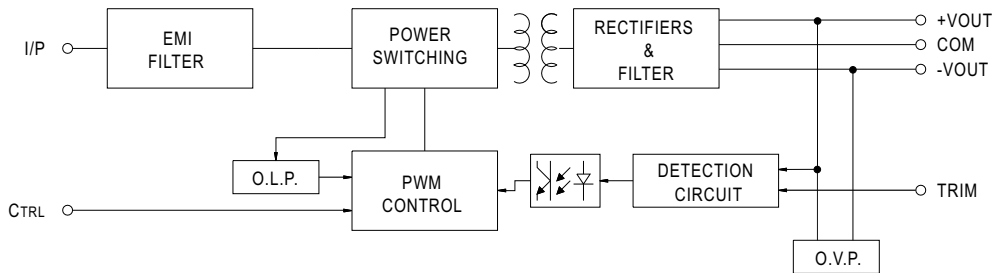 I/P
EMI
FILTER
POWER
SWITCHING
RECTIFIERS
&
FILTER
+VOUT
COM
-VOUT
O.L.P.
PWM
CONTROL
DETECTION
CIRCUIT
TRIM
CTRL
O.V.P.